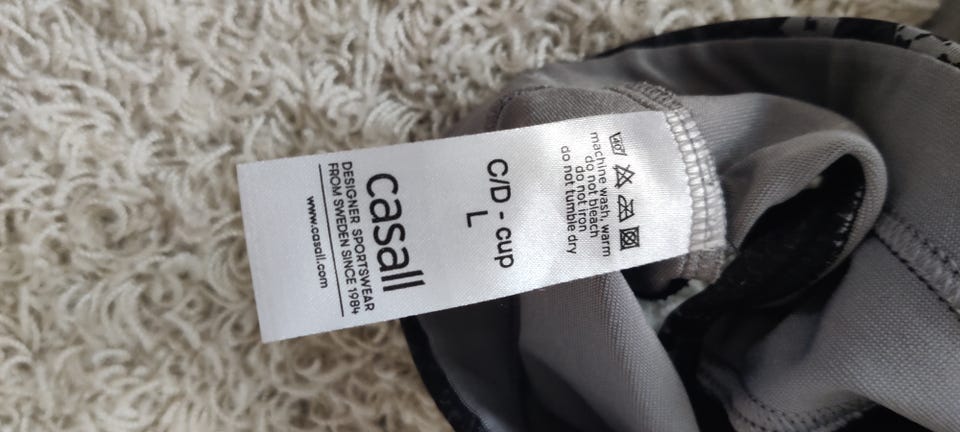 40
machine wash, warm
do not bleach
do not iron
do not tumble dry
C/D - cup
L
casall
DESIGNER SPORTSWEAR
FROM SWEDEN SINCE 1984
www.casall.com